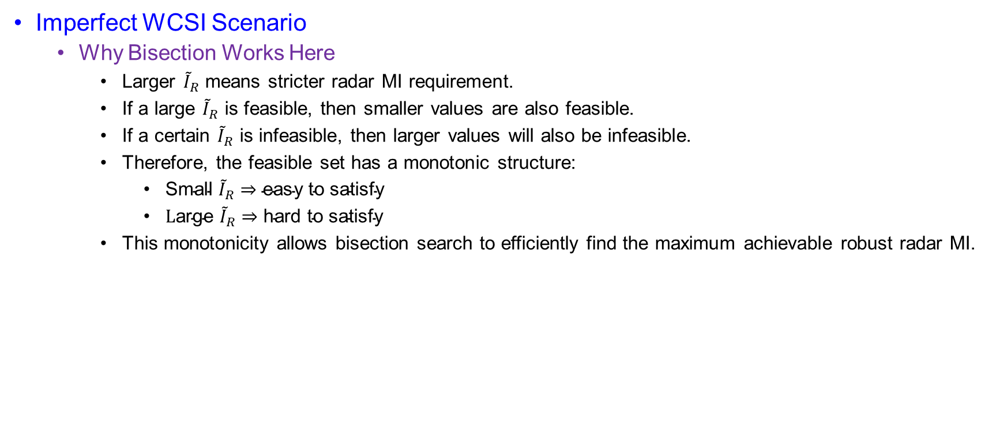 • Imperfect WCSI Scenario
• Why Bisection Works Here
• Larger Ĩ_R means stricter radar MI requirement.
• If a large Ĩ_R is feasible, then smaller values are also feasible.
• If a certain Ĩ_R is infeasible, then larger values will also be infeasible.
• Therefore, the feasible set has a monotonic structure:
• Small Ĩ_R ⇒ easy to satisfy
• Large Ĩ_R ⇒ hard to satisfy
• This monotonicity allows bisection search to efficiently find the maximum achievable robust radar MI.